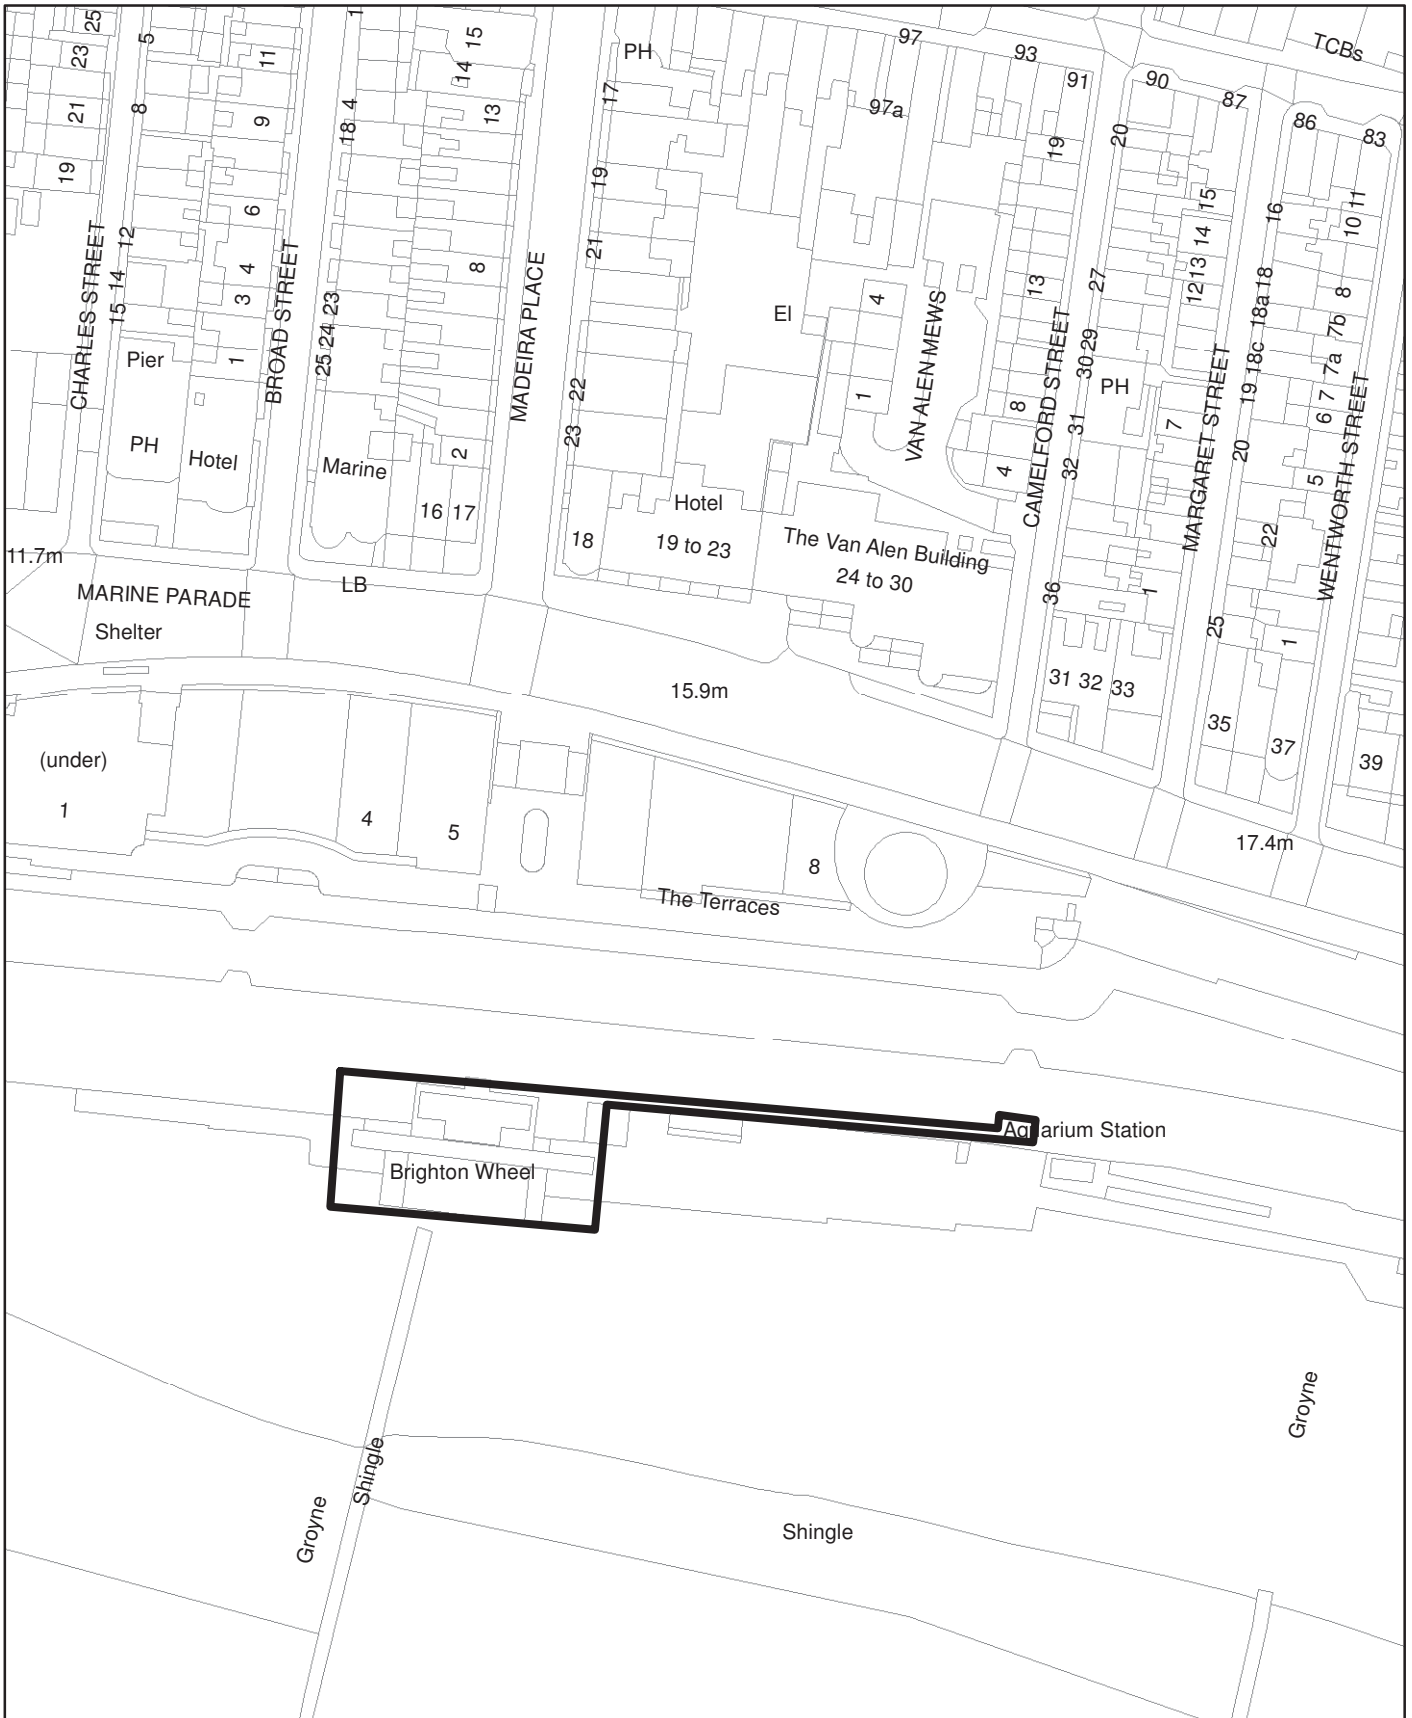 25
5
1
15
PH
97
93
TCBs
23
11
14
91
90
87
8
4
13
17
97a
86
21
9
18
20
83
19
19
19
15
11
6
16
10
12
21
14
CHARLES STREET
BROAD STREET
4
8
13
13
14
3
23
MADEIRA PLACE
4
VAN ALEN MEWS
27
12
18
8
15
24
El
CAMELFORD STREET
29
18a
7b
Pier
1
25
22
1
30
PH
MARGARET STREET
18c
7a
19
7
WENTWORTH STREET
PH
Hotel
Marine
2
23
8
31
7
6
4
32
20
5
16
17
Hotel
18
19 to 23
The Van Alen Building
24 to 30
22
11.7m
LB
MARINE PARADE
36
1
Shelter
25
1
15.9m
31
32
33
35
37
39
(under)
1
4
5
8
17.4m
The Terraces
Aquarium Station
Brighton Wheel
Groyne
Shingle
Groyne
Shingle